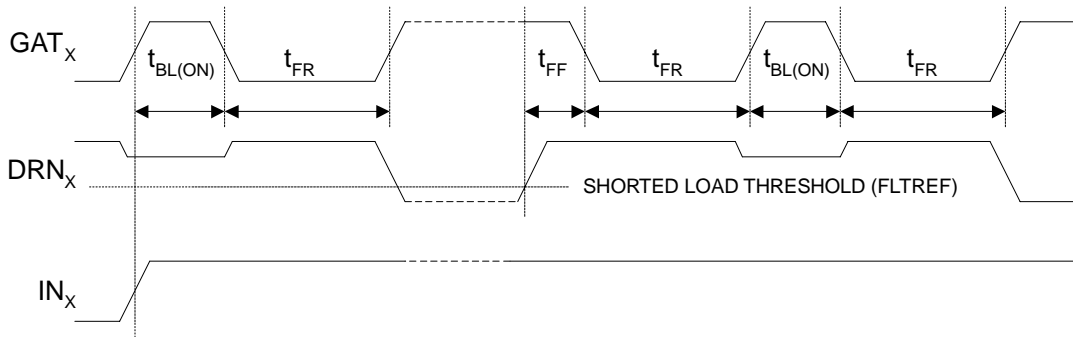 GATX
tBL(ON) tFR tFF tFR tBL(ON) tFR
DRNX
SHORTED LOAD THRESHOLD (FLTREF)
INX